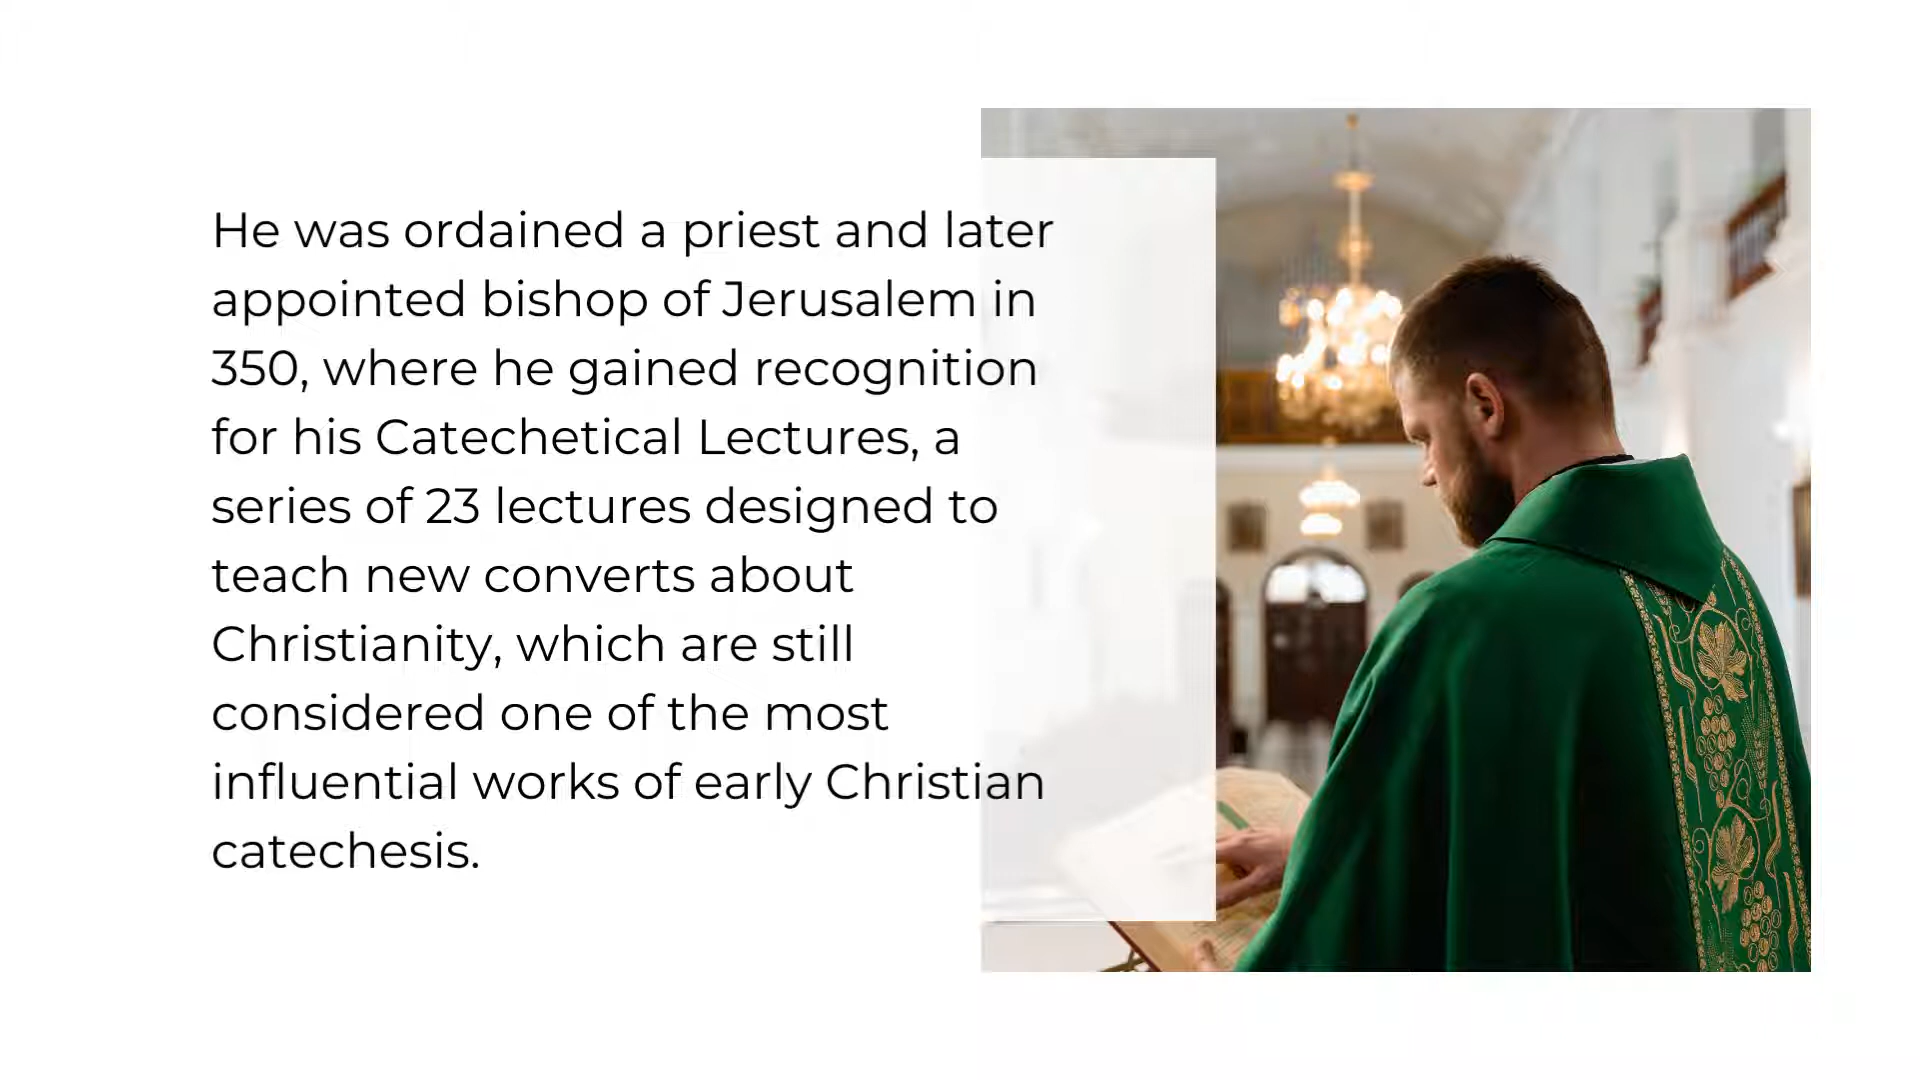 He was ordained a priest and later
appointed bishop of Jerusalem in
350, where he gained recognition
for his Catechetical Lectures, a
series of 23 lectures designed to
teach new converts about
Christianity, which are still
considered one of the most
influential works of early Christian
catechesis.